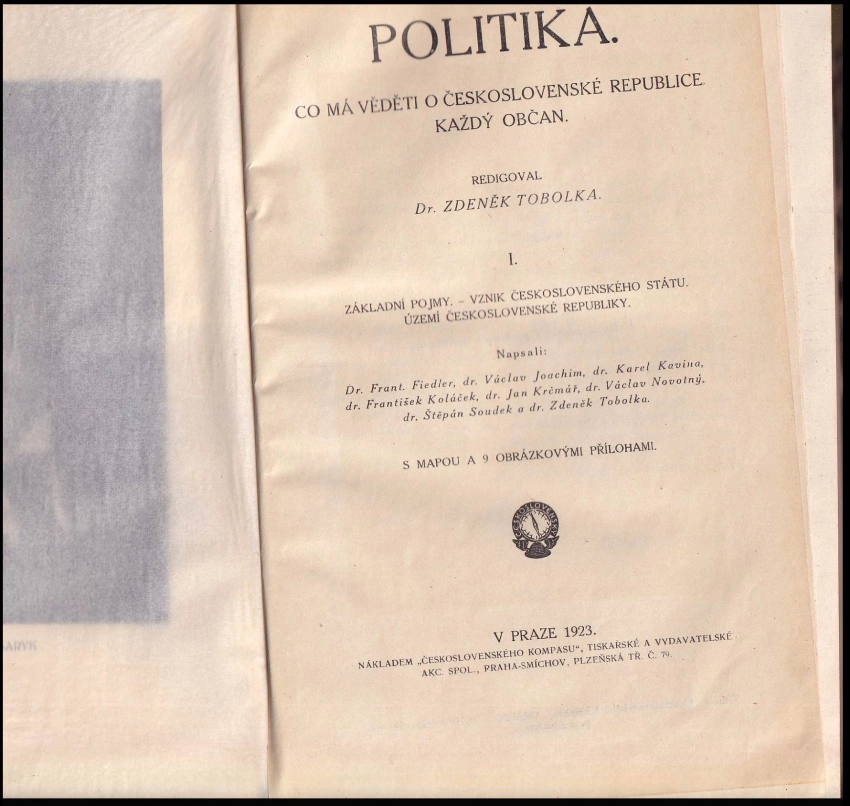 POLITIKA.
CO MÁ VĚDĚTI O ČESKOSLOVENSKÉ REPUBLICE
KAŽDÝ OBČAN.
REDIGOVAL
Dr. ZDENĚK TOBOLKA.
I.
ZÁKLADNÍ POJMY. – VZNIK ČESKOSLOVENSKÉHO STÁTU.
ÚZEMÍ ČESKOSLOVENSKÉ REPUBLIKY.
Napsali:
Dr. Frant. Fiedler, dr. Václav Joachim, dr. Karel Kavina,
dr. František Koláček, dr. Jan Krčmář, dr. Václav Novotný,
dr. Štěpán Soudek a dr. Zdeněk Tobolka.
S MAPOU A 9 OBRÁZKOVÝMI PŘÍLOHAMI.
V PRAZE 1923.
NÁKLADEM „ČESKOSLOVENSKÉHO KOMPASU“, TISKAŘSKÉ A VYDAVATELSKÉ
AKC. SPOL., PRAHA-SMÍCHOV, PLZEŇSKÁ TŘ. Č. 79.